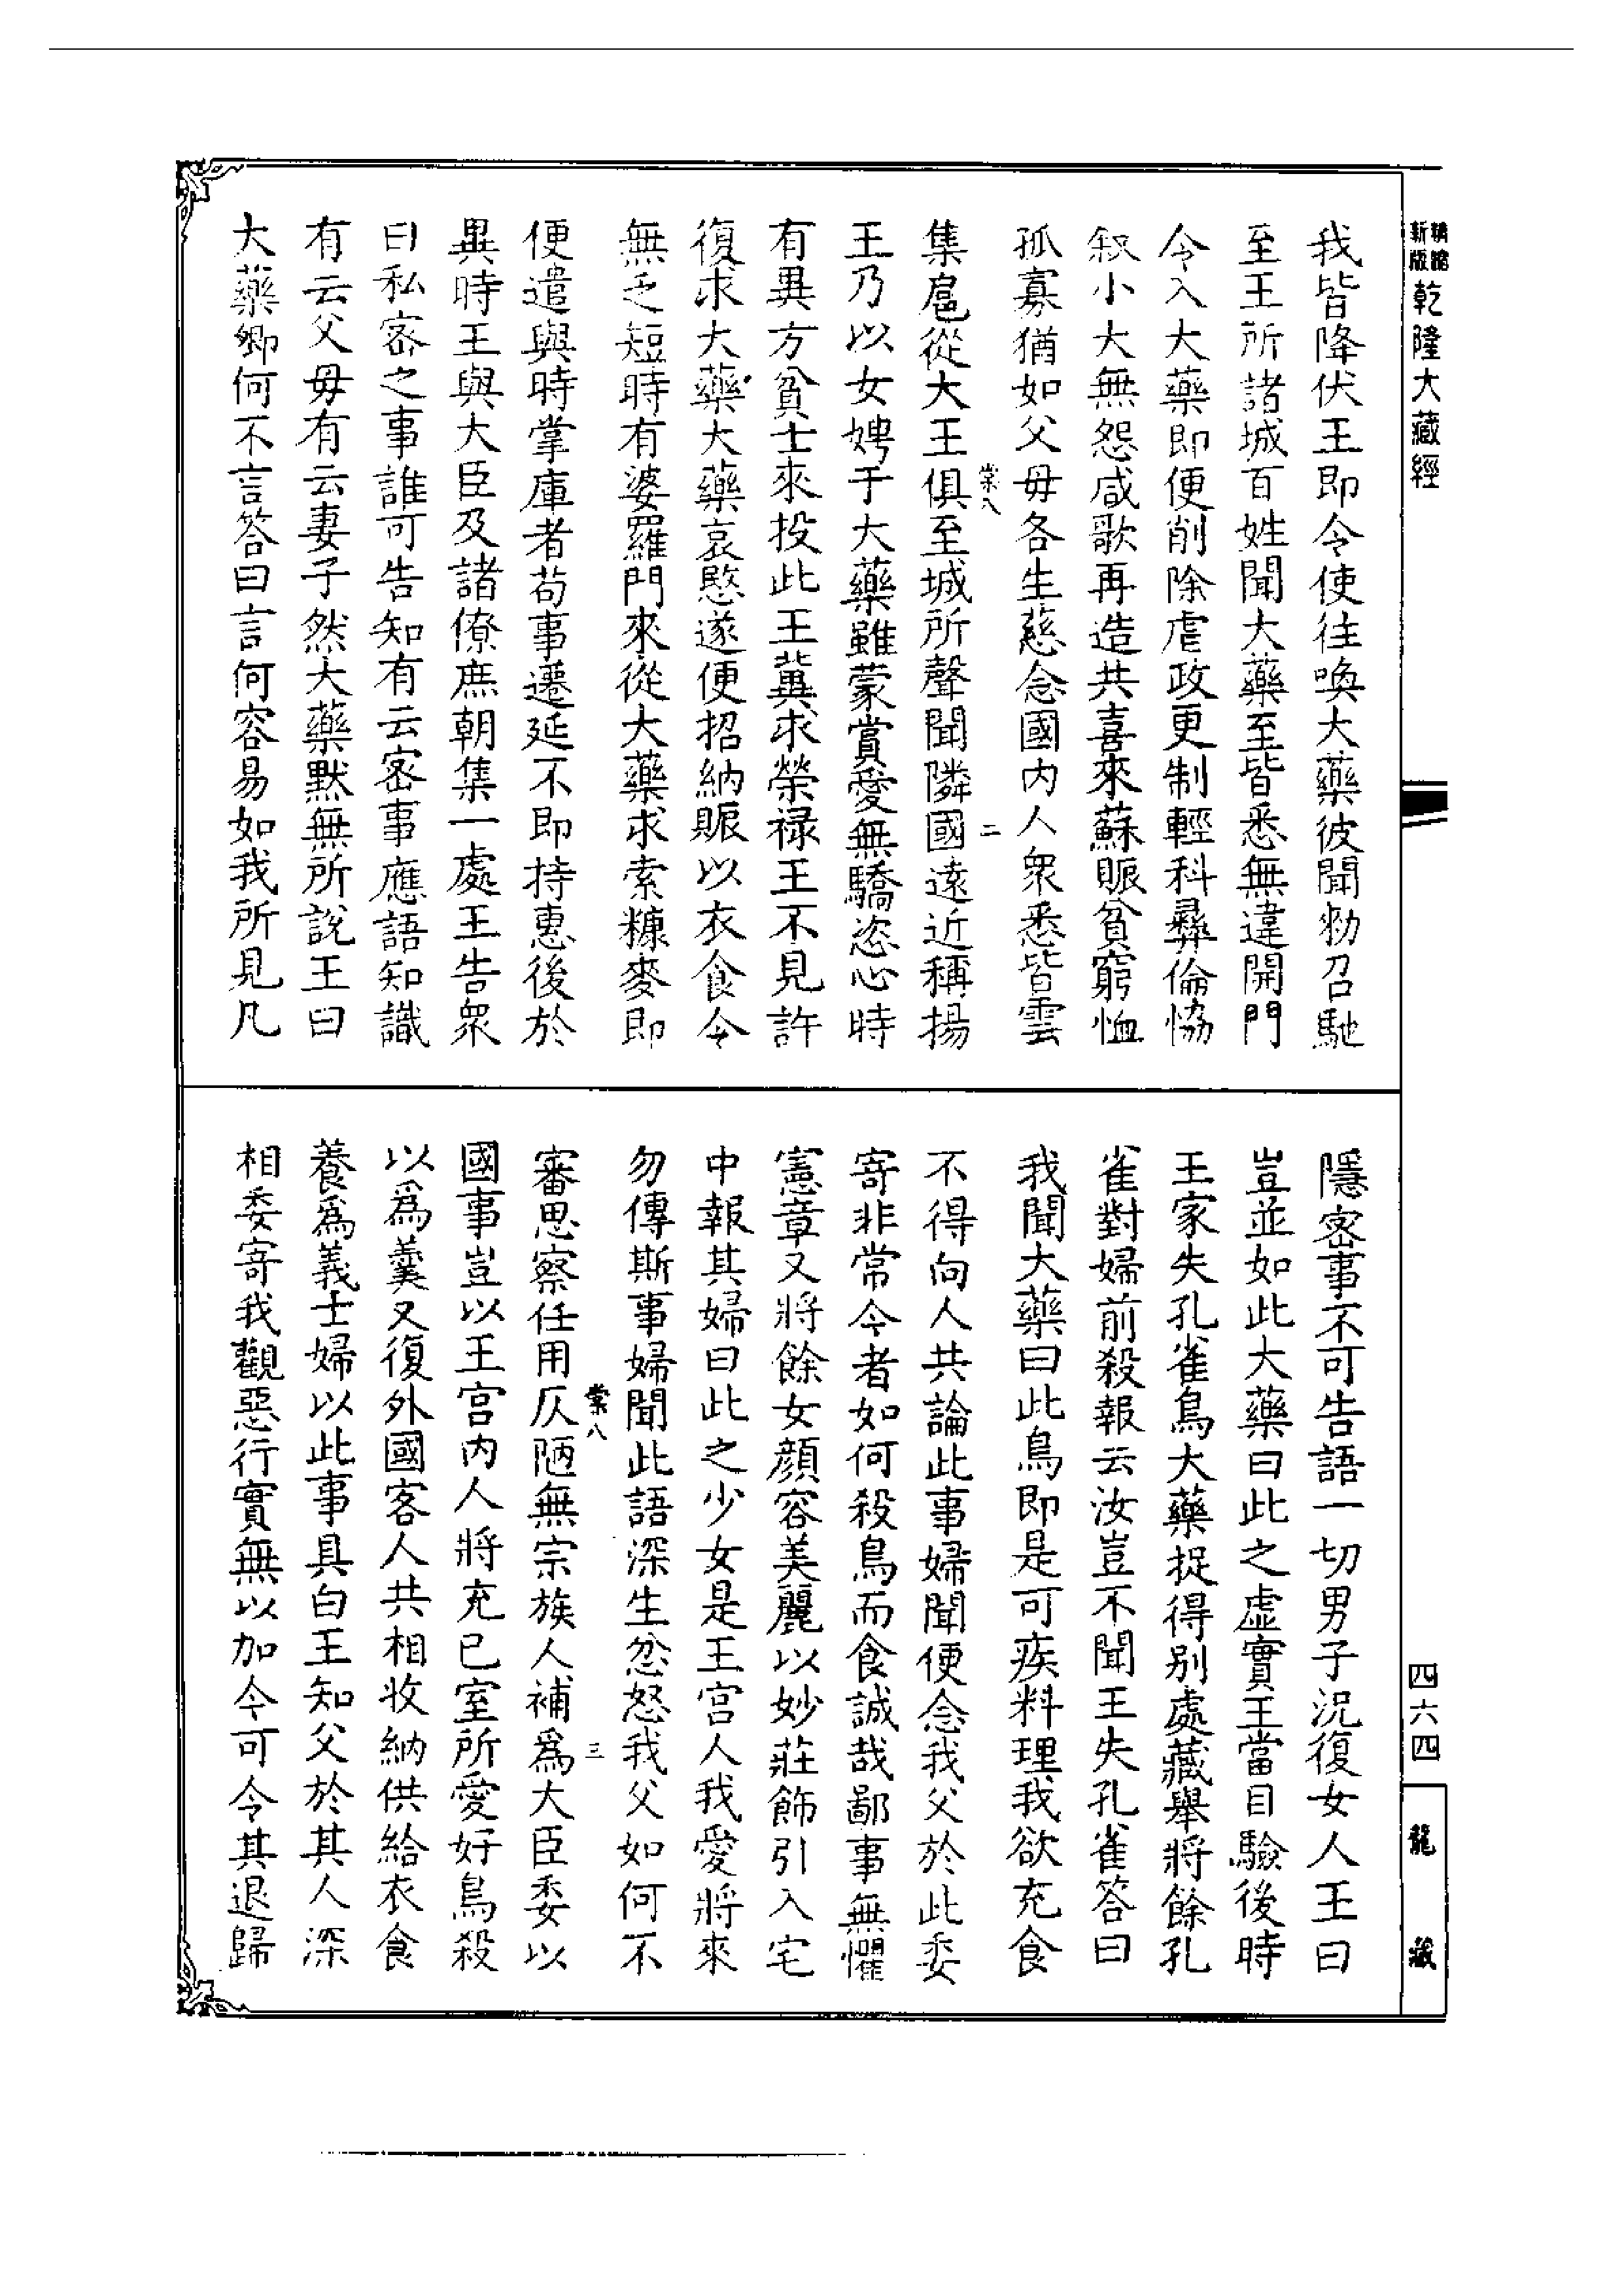 精縮
新版
乾隆大藏經
我皆降伏王即令使往喚大藥彼聞勑召馳
至王所諸城百姓聞大藥至皆悉無違開門
令入大藥即便削除虐政更制輕科彞倫恊
叙小大無怨咸歌再造共喜來蘇賑貧窮恤
孤寡猶如父毋各生慈念國内人衆悉皆雲
棠八
二
集扈從大王俱至城所聲聞隣國遠近稱揚
王乃以女娉于大藥雖蒙賞愛無驕恣心時
有異方貧士來投此王冀求榮禄王不見許
復求大藥大藥哀愍遂便招納賑以衣食令
無乏短時有婆羅門來從大藥求索糠麥即
便遣與時掌庫者苟事遷延不即持惠後於
異時王與大臣及諸僚庶朝集一處王告衆
曰私密之事誰可告知有云密事應語知識
有云父毋有云妻子然大藥默無所說王曰
大藥卿何不言答曰言何容易如我所見凡
隱密事不可告語一切男子況復女人王曰
豈並如此大藥曰此之虛實王當目驗後時
王家失孔雀鳥大藥捉得别處藏舉將餘孔
雀對婦前殺報云汝豈不聞王失孔雀答曰
我聞大藥曰此鳥即是可疾料理我欲充食
不得向人共論此事婦聞便念我父於此委
寄非常今者如何殺鳥而食誠哉鄙事無懼
憲章又將餘女顔容美麗以妙莊飾引入宅
中報其婦曰此之少女是王宫人我愛將來
勿傳斯事婦聞此語深生忿怒我父如何不
棠八
三
審思察任用仄陋無宗族人補爲大臣委以
國事豈以王宫内人將充已室所愛好鳥殺
以爲羹又復外國客人共相收納供給衣食
養爲義士婦以此事具白王知父於其人深
相委寄我觀惡行實無以加今可令其退歸
四六四
龍藏